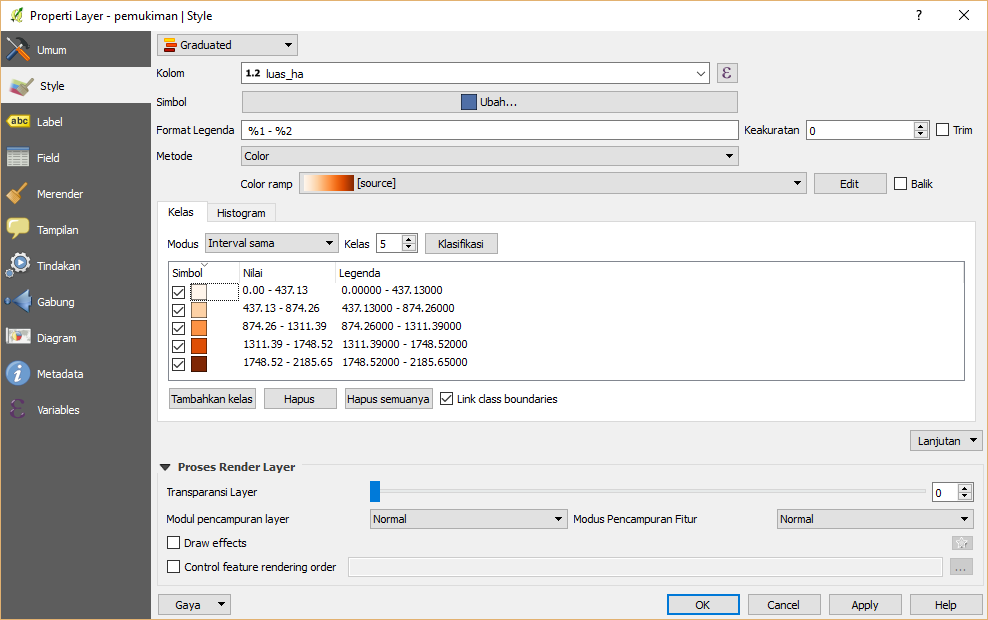 Properti Layer - pemukiman | Style
?
Umum
Style
abc Label
Field
Merender
Tampilan
Tindakan
Gabung
Diagram
Metadata
Variables
Graduated
Kolom 1.2 luas_ha ε
Simbol Ubah...
Format Legenda %1 - %2 Keakuratan 0 Trim
Metode Color
Color ramp [source] Edit Balik
Kelas Histogram
Modus Interval sama Kelas 5 Klasifikasi
Simbol Nilai Legenda
0.00 - 437.13 0.00000 - 437.13000
437.13 - 874.26 437.13000 - 874.26000
874.26 - 1311.39 874.26000 - 1311.39000
1311.39 - 1748.52 1311.39000 - 1748.52000
1748.52 - 2185.65 1748.52000 - 2185.65000
Tambahkan kelas Hapus Hapus semuanya Link class boundaries
Lanjutan
Proses Render Layer
Transparansi Layer 0
Modul pencampuran layer Normal Modus Pencampuran Fitur Normal
Draw effects
Control feature rendering order ...
Gaya OK Cancel Apply Help